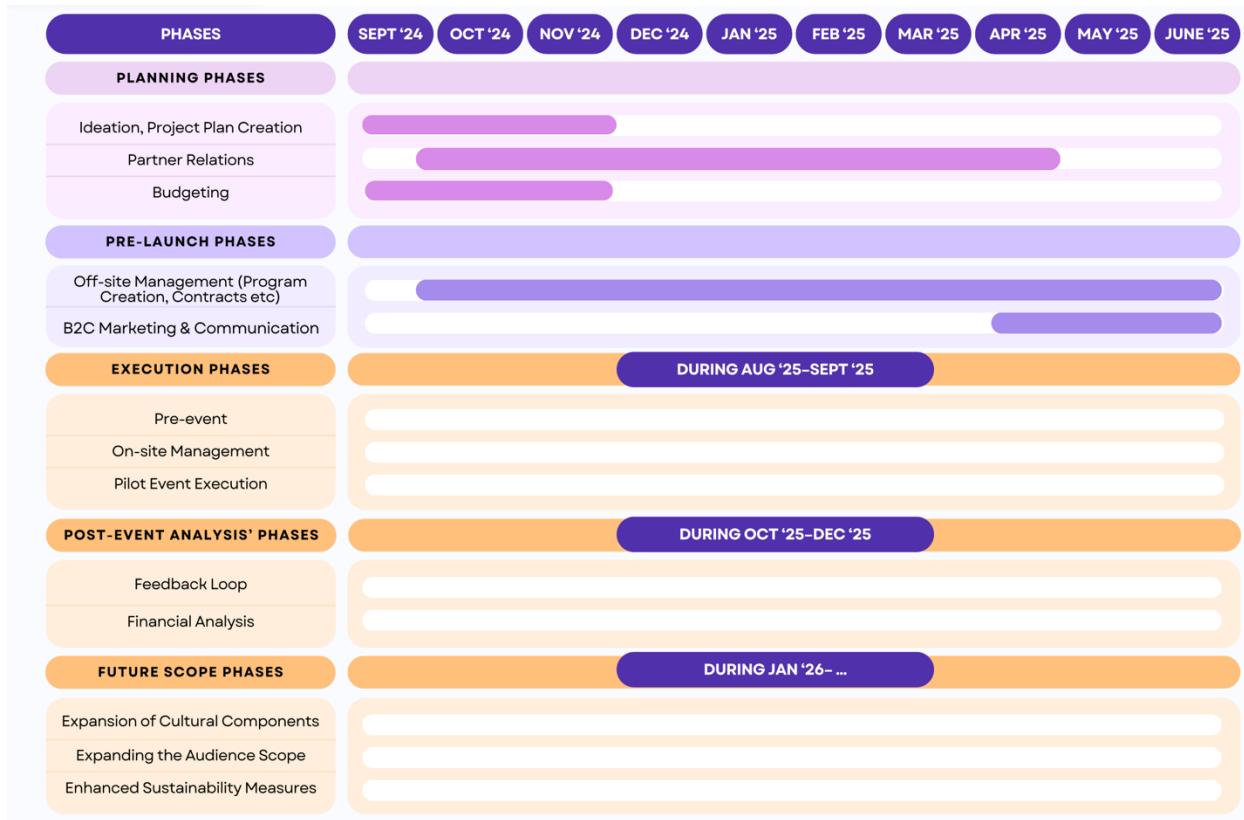 PHASES
SEPT ‘24
OCT ‘24
NOV ‘24
DEC ‘24
JAN ‘25
FEB ‘25
MAR ‘25
APR ‘25
MAY ‘25
JUNE ‘25
PLANNING PHASES
Ideation, Project Plan Creation
Partner Relations
Budgeting
PRE-LAUNCH PHASES
Off-site Management (Program
Creation, Contracts etc)
B2C Marketing & Communication
EXECUTION PHASES
DURING AUG ‘25–SEPT ‘25
Pre-event
On-site Management
Pilot Event Execution
POST-EVENT ANALYSIS’ PHASES
DURING OCT ‘25–DEC ‘25
Feedback Loop
Financial Analysis
FUTURE SCOPE PHASES
DURING JAN ‘26– ...
Expansion of Cultural Components
Expanding the Audience Scope
Enhanced Sustainability Measures